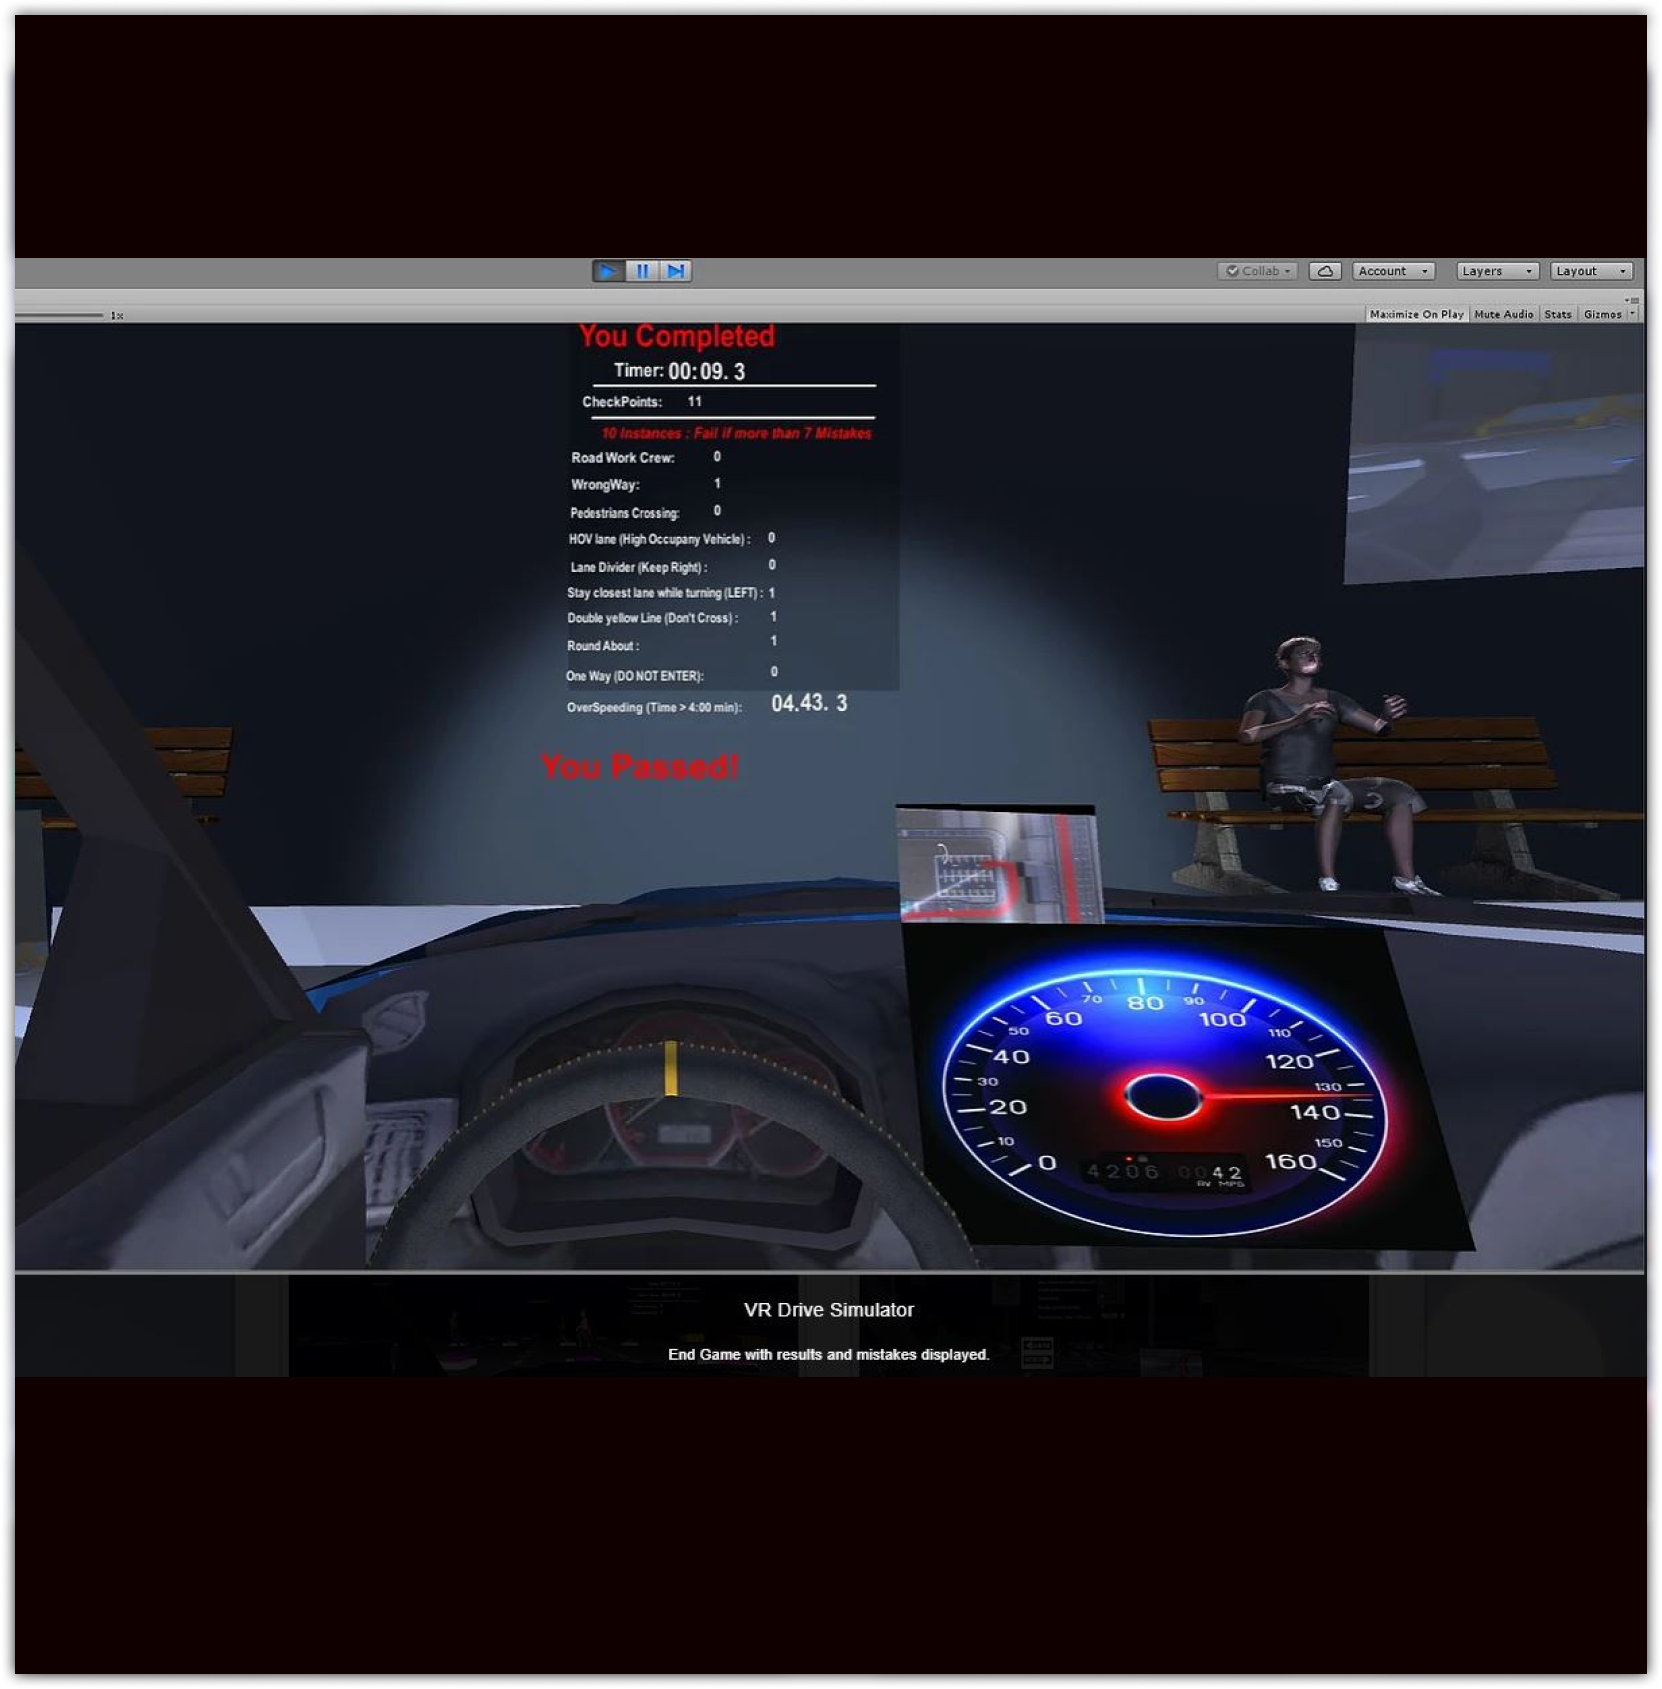 Collab Account Layers Layout
1x Maximize On Play Mute Audio Stats Gizmos
You Completed
Timer: 00:09. 3
CheckPoints: 11
10 Instances : Fail if more than 7 Mistakes
Road Work Crew: 0
WrongWay: 1
Pedestrians Crossing: 0
HOV lane (High Occupany Vehicle) : 0
Lane Divider (Keep Right) : 0
Stay closest lane while turning (LEFT) : 1
Double yellow Line (Don't Cross) : 1
Round About : 1
One Way (DO NOT ENTER): 0
OverSpeeding (Time > 4:00 min): 04.43. 3
You Passed!
70 80 90
60 100
50 110
40 120
30 130
20 140
10 150
0 160
4206 0042
AV MPG
VR Drive Simulator
End Game with results and mistakes displayed.